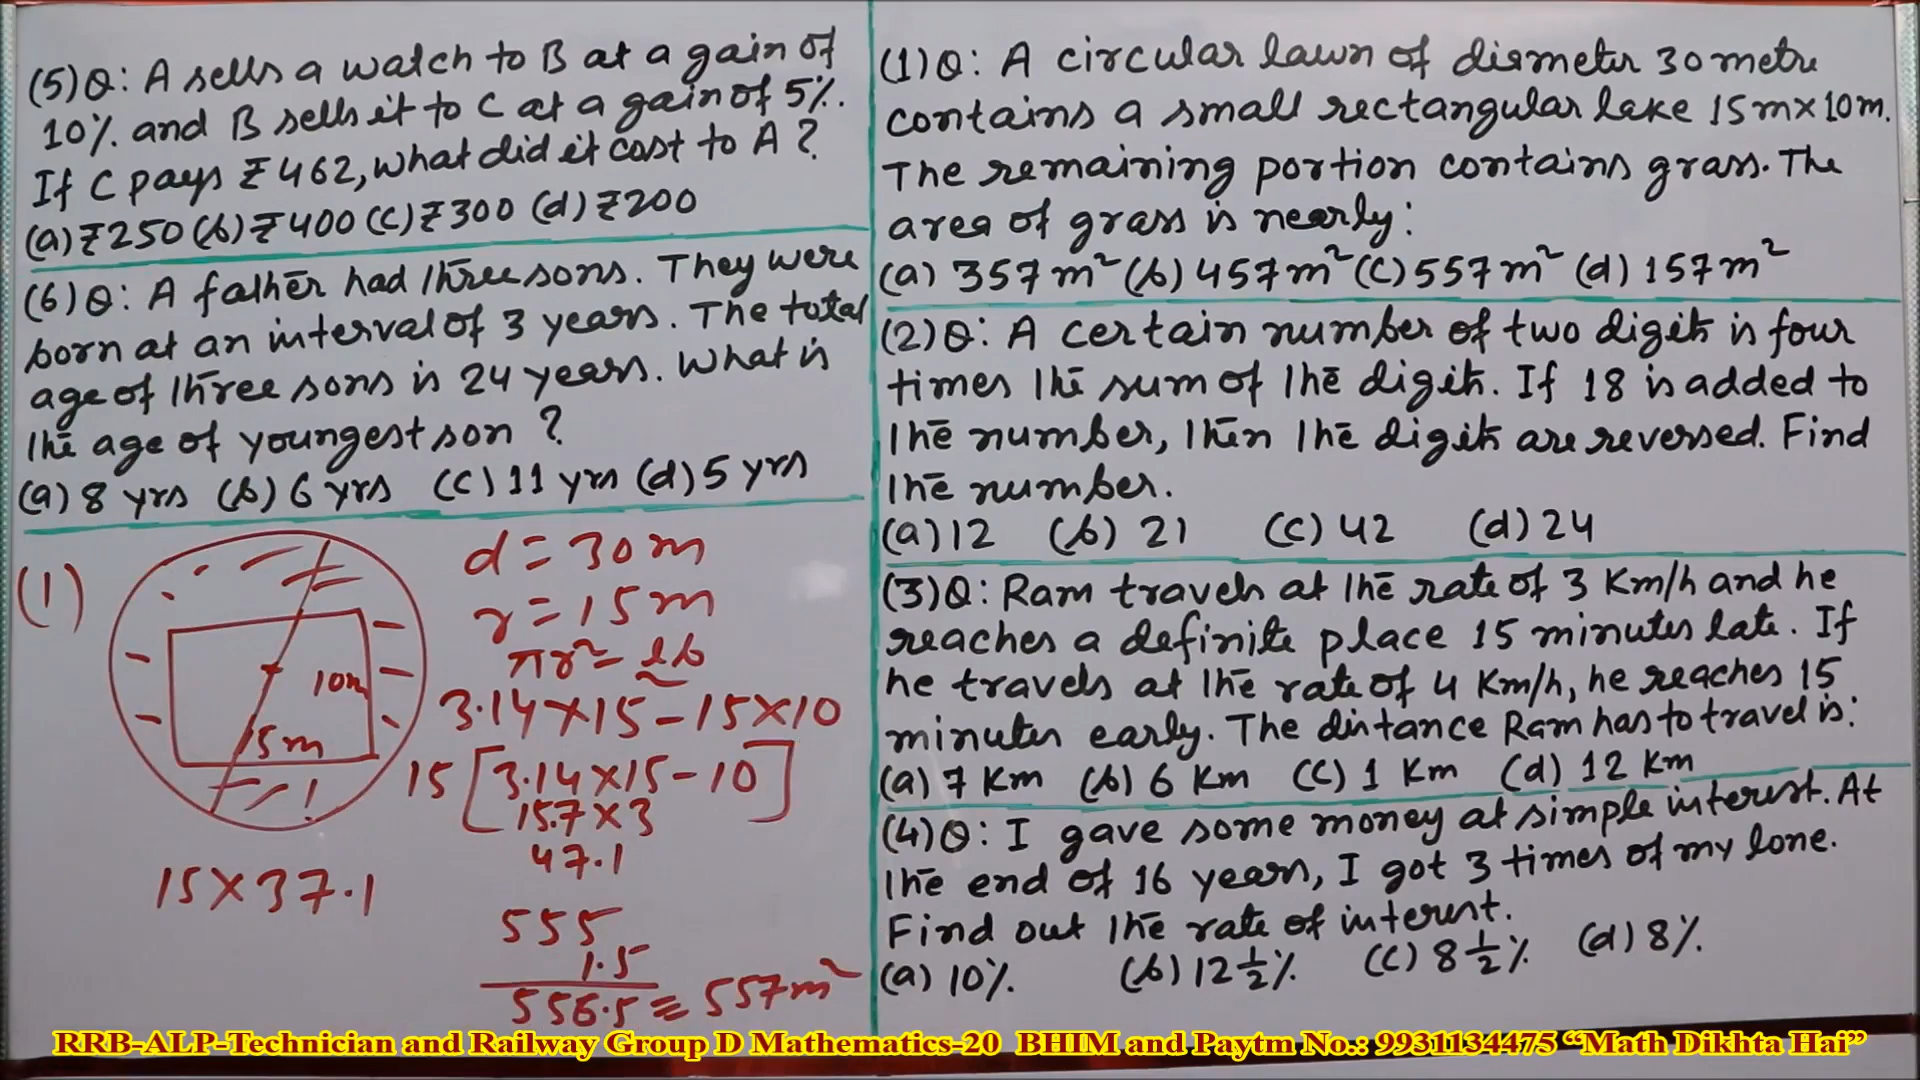 (5)Q: A sells a watch to B at a gain of
10% and B sells it to C at a gain of 5%.
If C pays ₹462, what did it cost to A ?
(a) ₹250 (b) ₹400 (c) ₹300 (d) ₹200
(6)Q: A father had three sons. They were
born at an interval of 3 years. The total
age of three sons is 24 years. What is
the age of youngest son ?
(a) 8 yrs (b) 6 yrs (c) 11 yrs (d) 5 yrs
(1)
10m
15m
d = 30m
r = 15m
πr² - lb
3.14×15 - 15×10
15 [3.14×15 - 10]
15.7×3
47.1
15×37.1
555
1.5
556.5 = 557m²
(1)Q: A circular lawn of diameter 30 metre
contains a small rectangular lake 15m×10m.
The remaining portion contains grass. The
area of grass is nearly:
(a) 357m² (b) 457m² (c) 557m² (d) 157m²
(2)Q: A certain number of two digits is four
times the sum of the digits. If 18 is added to
the number, then the digits are reversed. Find
the number.
(a) 12 (b) 21 (c) 42 (d) 24
(3)Q: Ram travels at the rate of 3 Km/h and he
reaches a definite place 15 minutes late. If
he travels at the rate of 4 Km/h, he reaches 15
minutes early. The distance Ram has to travel is:
(a) 7 Km (b) 6 Km (c) 1 Km (d) 12 Km
(4)Q: I gave some money at simple interest. At
the end of 16 years, I got 3 times of my lone.
Find out the rate of interest.
(a) 10% (b) 12 1/2% (c) 8 1/2% (d) 8%
RRB-ALP-Technician and Railway Group D Mathematics-20 BHIM and Paytm No.: 9931134475 “Math Dikhta Hai”